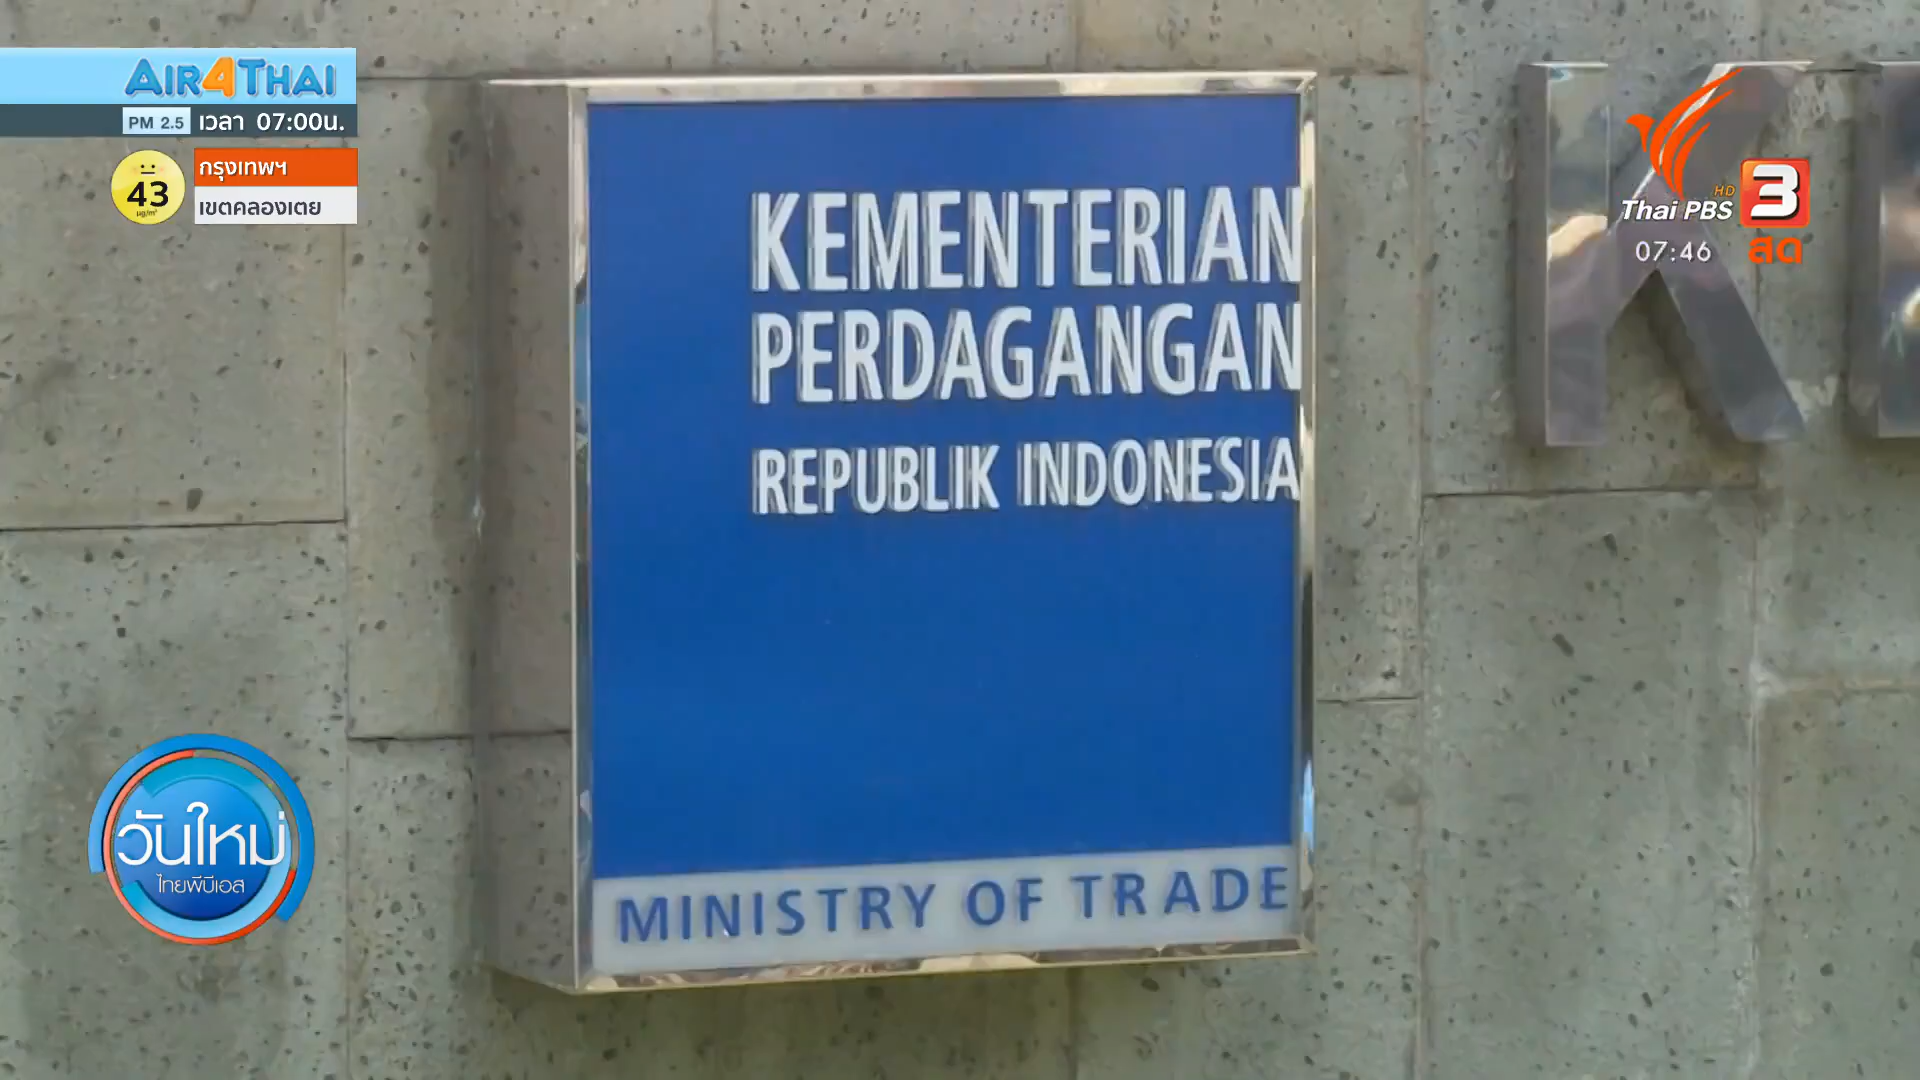 AIR4THAI
PM 2.5 เวลา 07:00น.
43
µg/m³
กรุงเทพฯ
เขตคลองเตย
KEMENTERIAN
PERDAGANGAN
REPUBLIK INDONESIA
MINISTRY OF TRADE
K
HD
Thai PBS 3
07:46 สด
วันใหม่
ไทยพีบีเอส